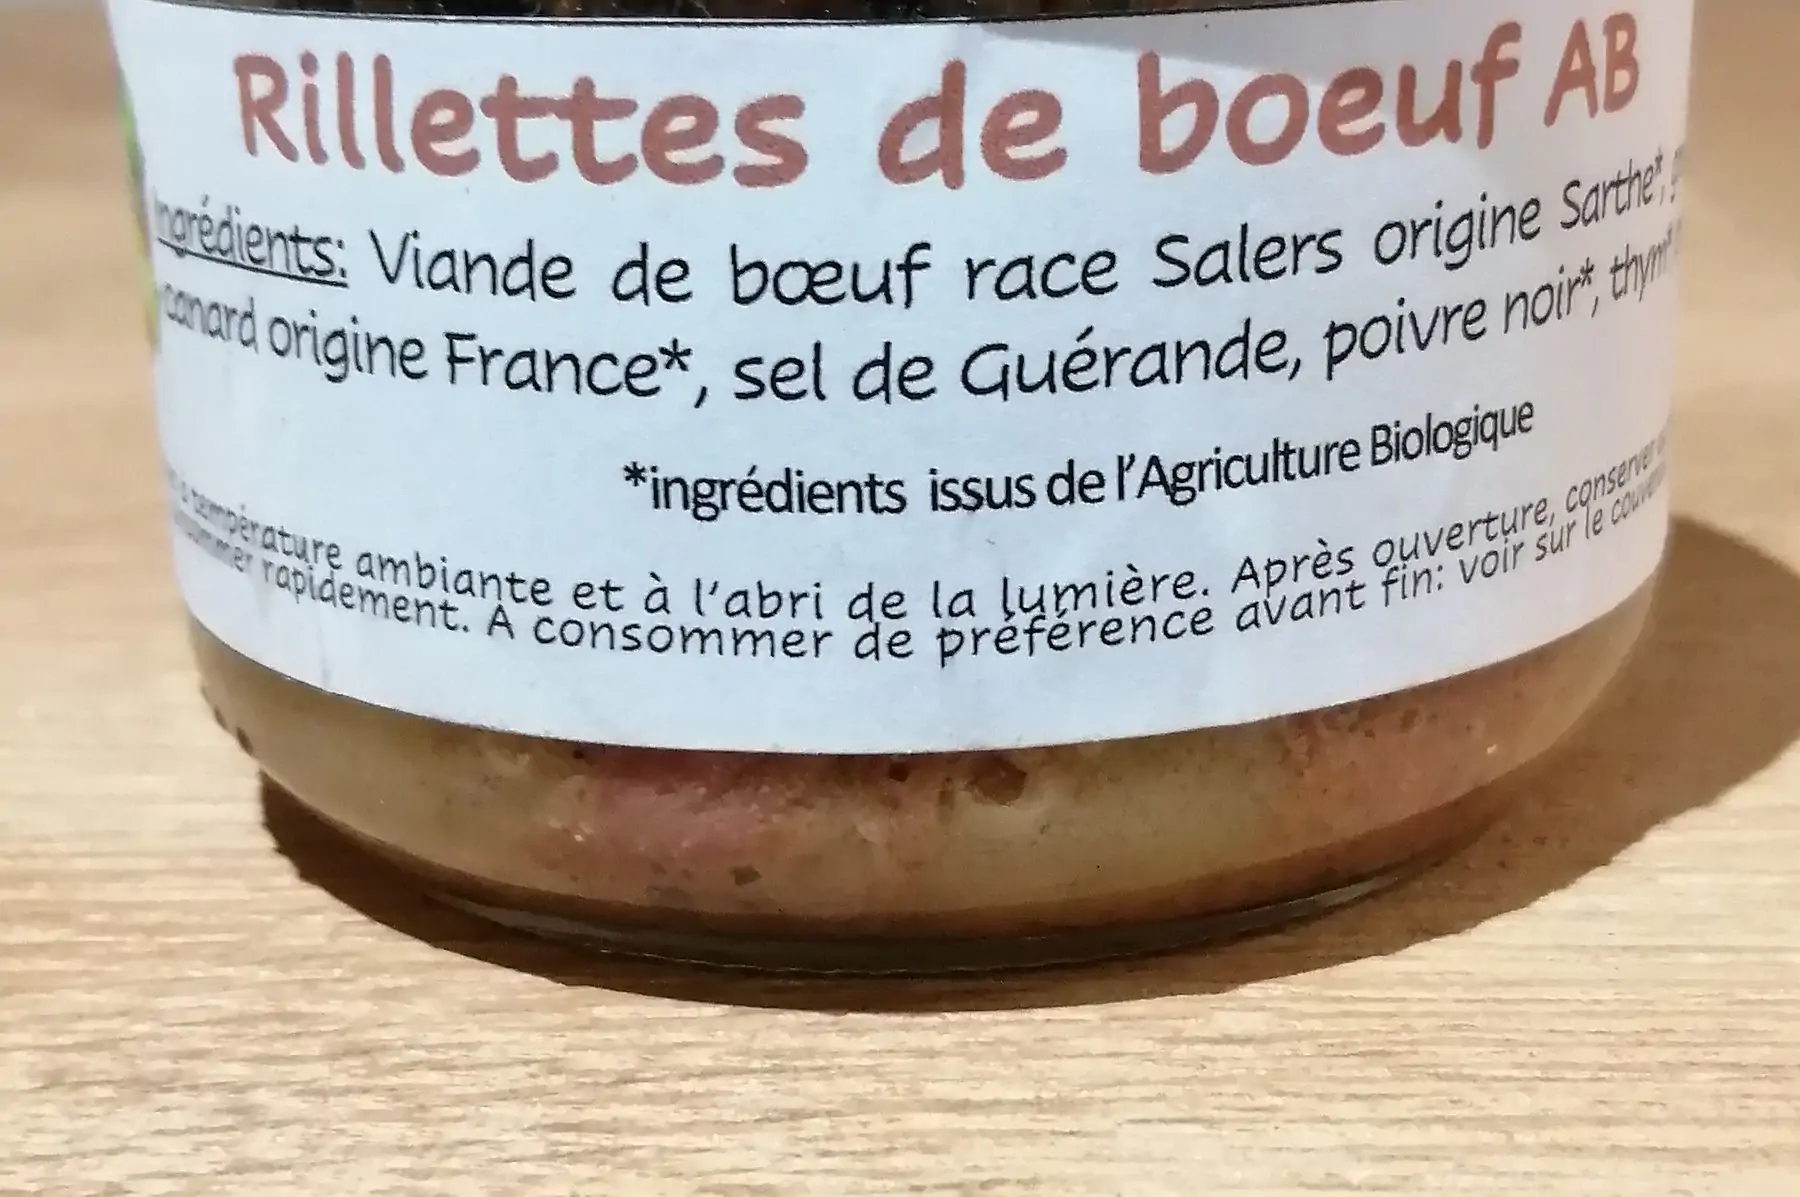 Rillettes de boeuf AB
Ingrédients: Viande de bœuf race Salers origine Sarthe*,
canard origine France*, sel de Guérande, poivre noir*, thym*
*ingrédients issus de l'Agriculture Biologique
température ambiante et à l'abri de la lumière. Après ouverture, conserver
rapidement. A consommer de préférence avant fin: voir sur le